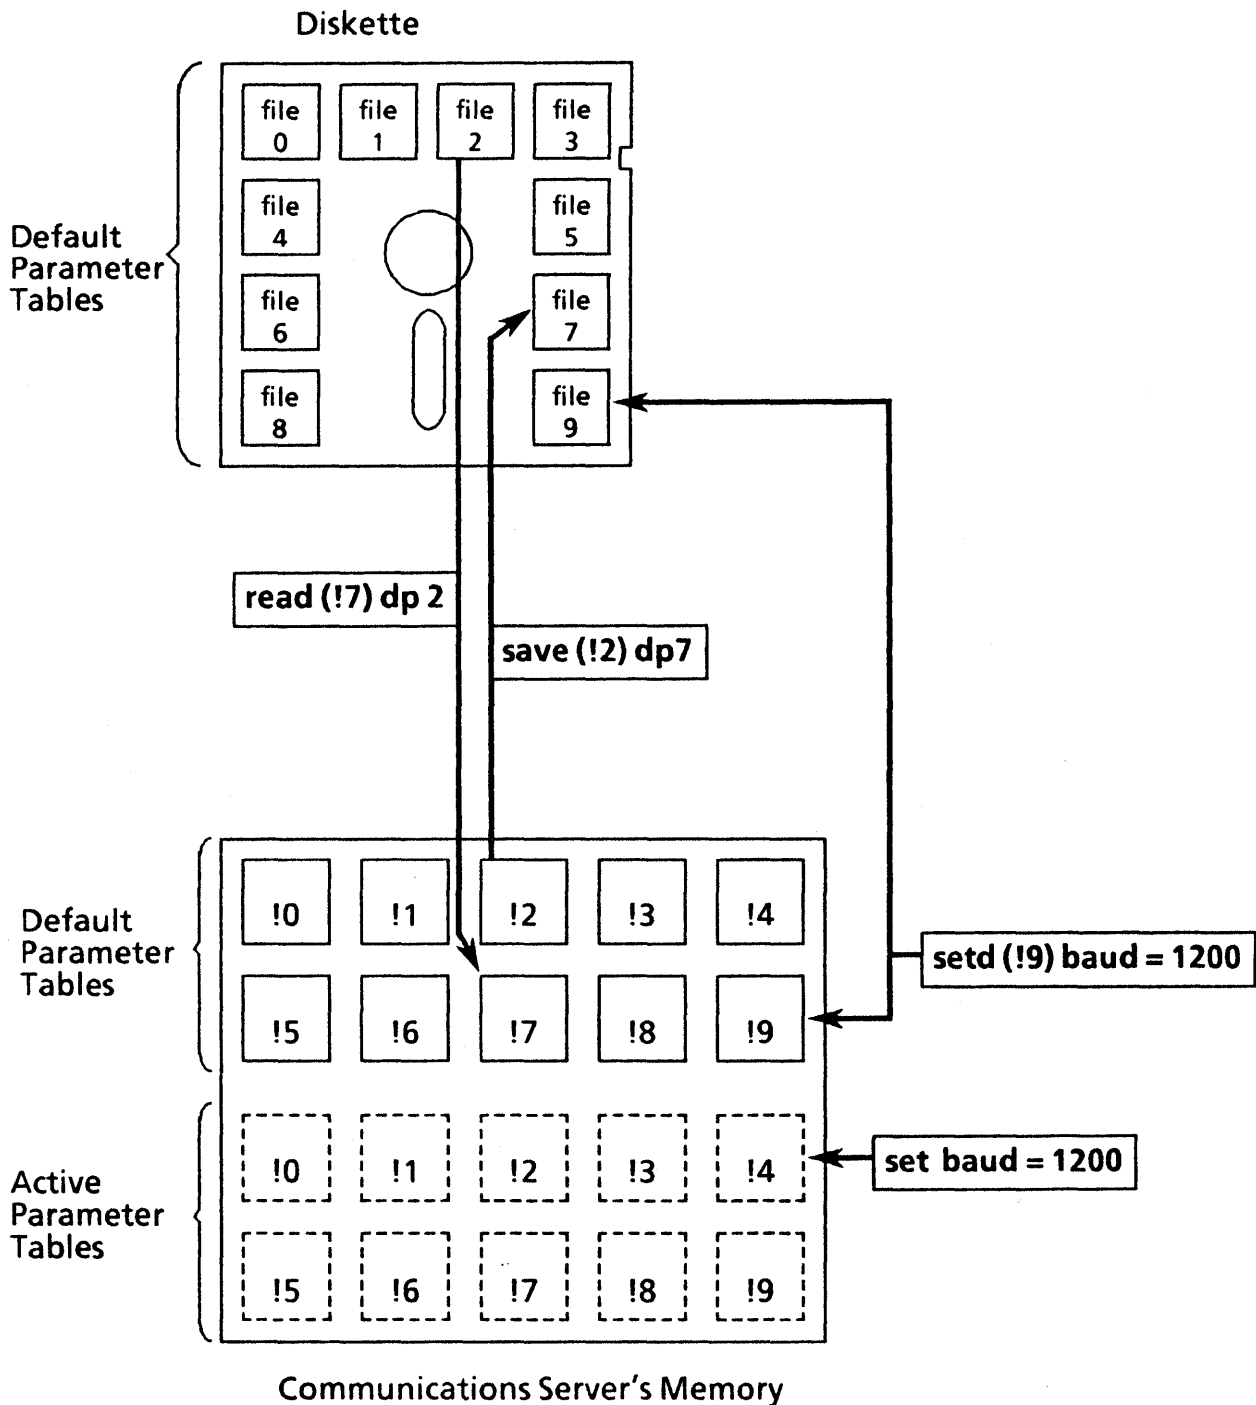 Diskette
file
0
file
1
file
2
file
3
Default
Parameter
Tables
file
4
file
5
file
6
file
7
file
8
file
9
read (!7) dp 2
save (!2) dp7
Default
Parameter
Tables
!0
!1
!2
!3
!4
setd (!9) baud = 1200
!5
!6
!7
!8
!9
Active
Parameter
Tables
!0
!1
!2
!3
!4
set baud = 1200
!5
!6
!7
!8
!9
Communications Server's Memory